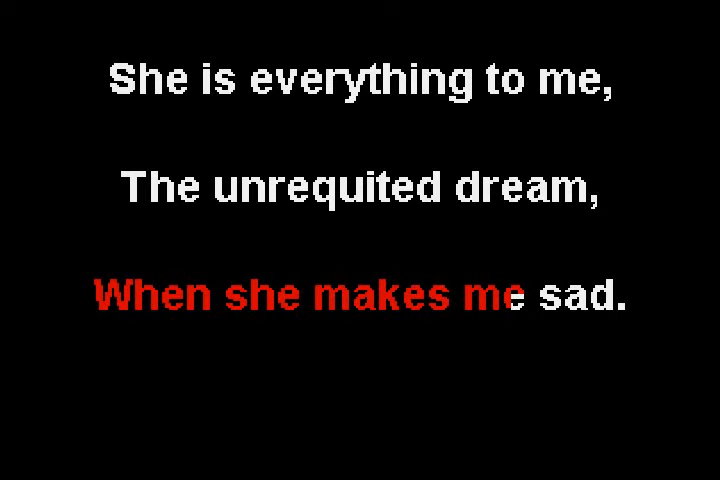 She is everything to me,
The unrequited dream,
When she makes me sad.